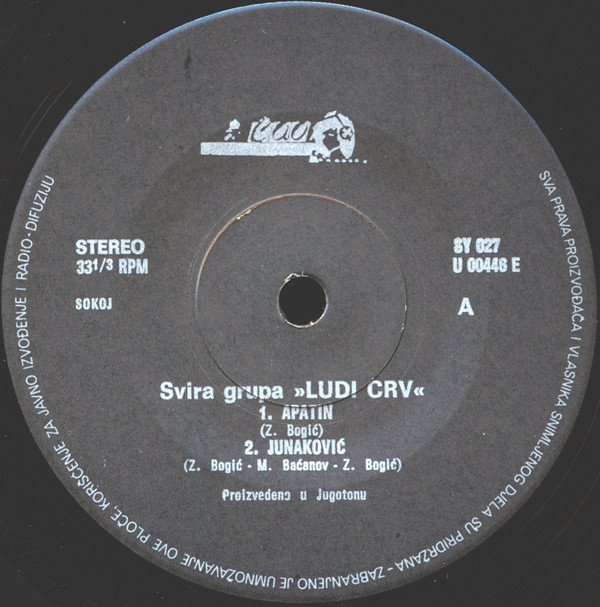 STEREO
33 1/3 RPM
SOKOJ
SY 027
U 00446 E
A
Svira grupa »LUDI CRV«
1. APATIN
(Z. Bogić)
2. JUNAKOVIĆ
(Z. Bogić - M. Baćanov - Z. Bogić)
Proizvedeno u Jugotonu
SVA PRAVA PROIZVOĐAČA I VLASNIKA SNIMLJENOG DJELA SU PRIDRŽANA - ZABRANJENO JE UMNOŽAVANJE OVE PLOČE, KORIŠĆENJE ZA JAVNO IZVOĐENJE I RADIO-DIFUZIJU